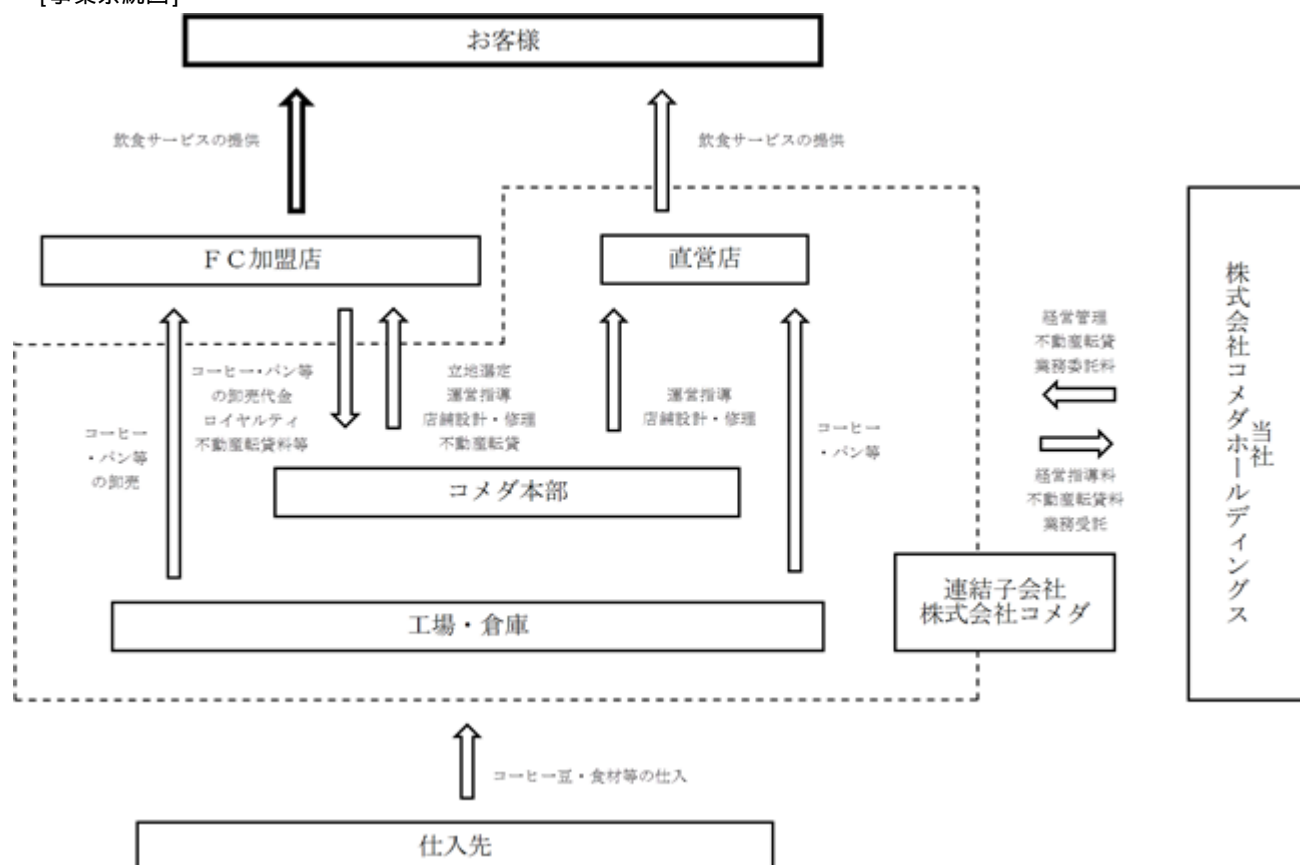 [事業系統図]
お客様
飲食サービスの提供
飲食サービスの提供
FC加盟店
直営店
コーヒー
・パン等
の卸売
コーヒー・パン等
の卸売代金
ロイヤルティ
不動産転貸料等
立地選定
運営指導
店舗設計・修理
不動産転貸
運営指導
店舗設計・修理
コーヒー
・パン等
コメダ本部
工場・倉庫
連結子会社
株式会社コメダ
経営管理
不動産転貸
業務委託料
経営指導料
不動産転貸料
業務受託
当社
株式会社コメダホールディングス
コーヒー豆・食材等の仕入
仕入先